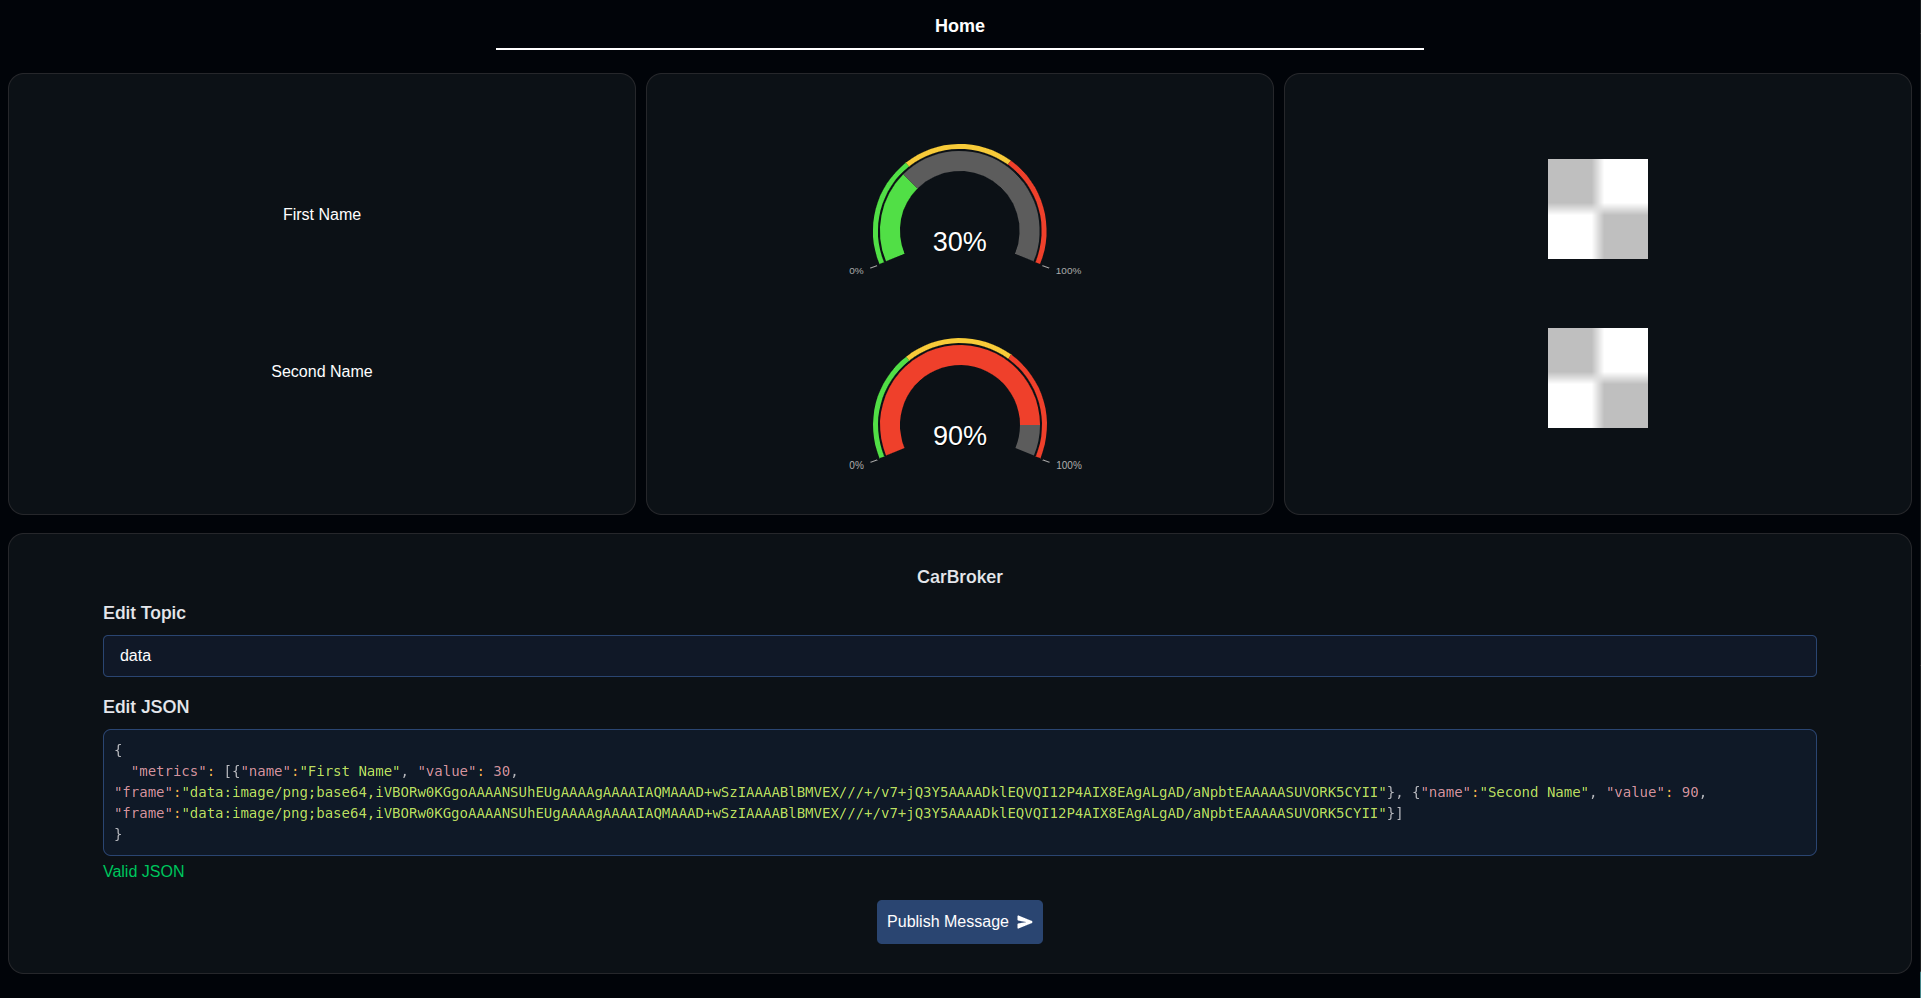 Home
First Name
Second Name
30%
0%
100%
90%
0%
100%
CarBroker
Edit Topic
data
Edit JSON
{
"metrics": [{"name":"First Name", "value": 30,
"frame":"data:image/png;base64,iVBORw0KGgoAAAANSUhEUgAAAAgAAAAIAQMAAAD+wSzIAAAABlBMVEX///+/v7+jQ3Y5AAAADklEQVQI12P4AIX8EAgALgAD/aNpbtEAAAAASUVORK5CYII"}, {"name":"Second Name", "value": 90,
"frame":"data:image/png;base64,iVBORw0KGgoAAAANSUhEUgAAAAgAAAAIAQMAAAD+wSzIAAAABlBMVEX///+/v7+jQ3Y5AAAADklEQVQI12P4AIX8EAgALgAD/aNpbtEAAAAASUVORK5CYII"}]
}
Valid JSON
Publish Message